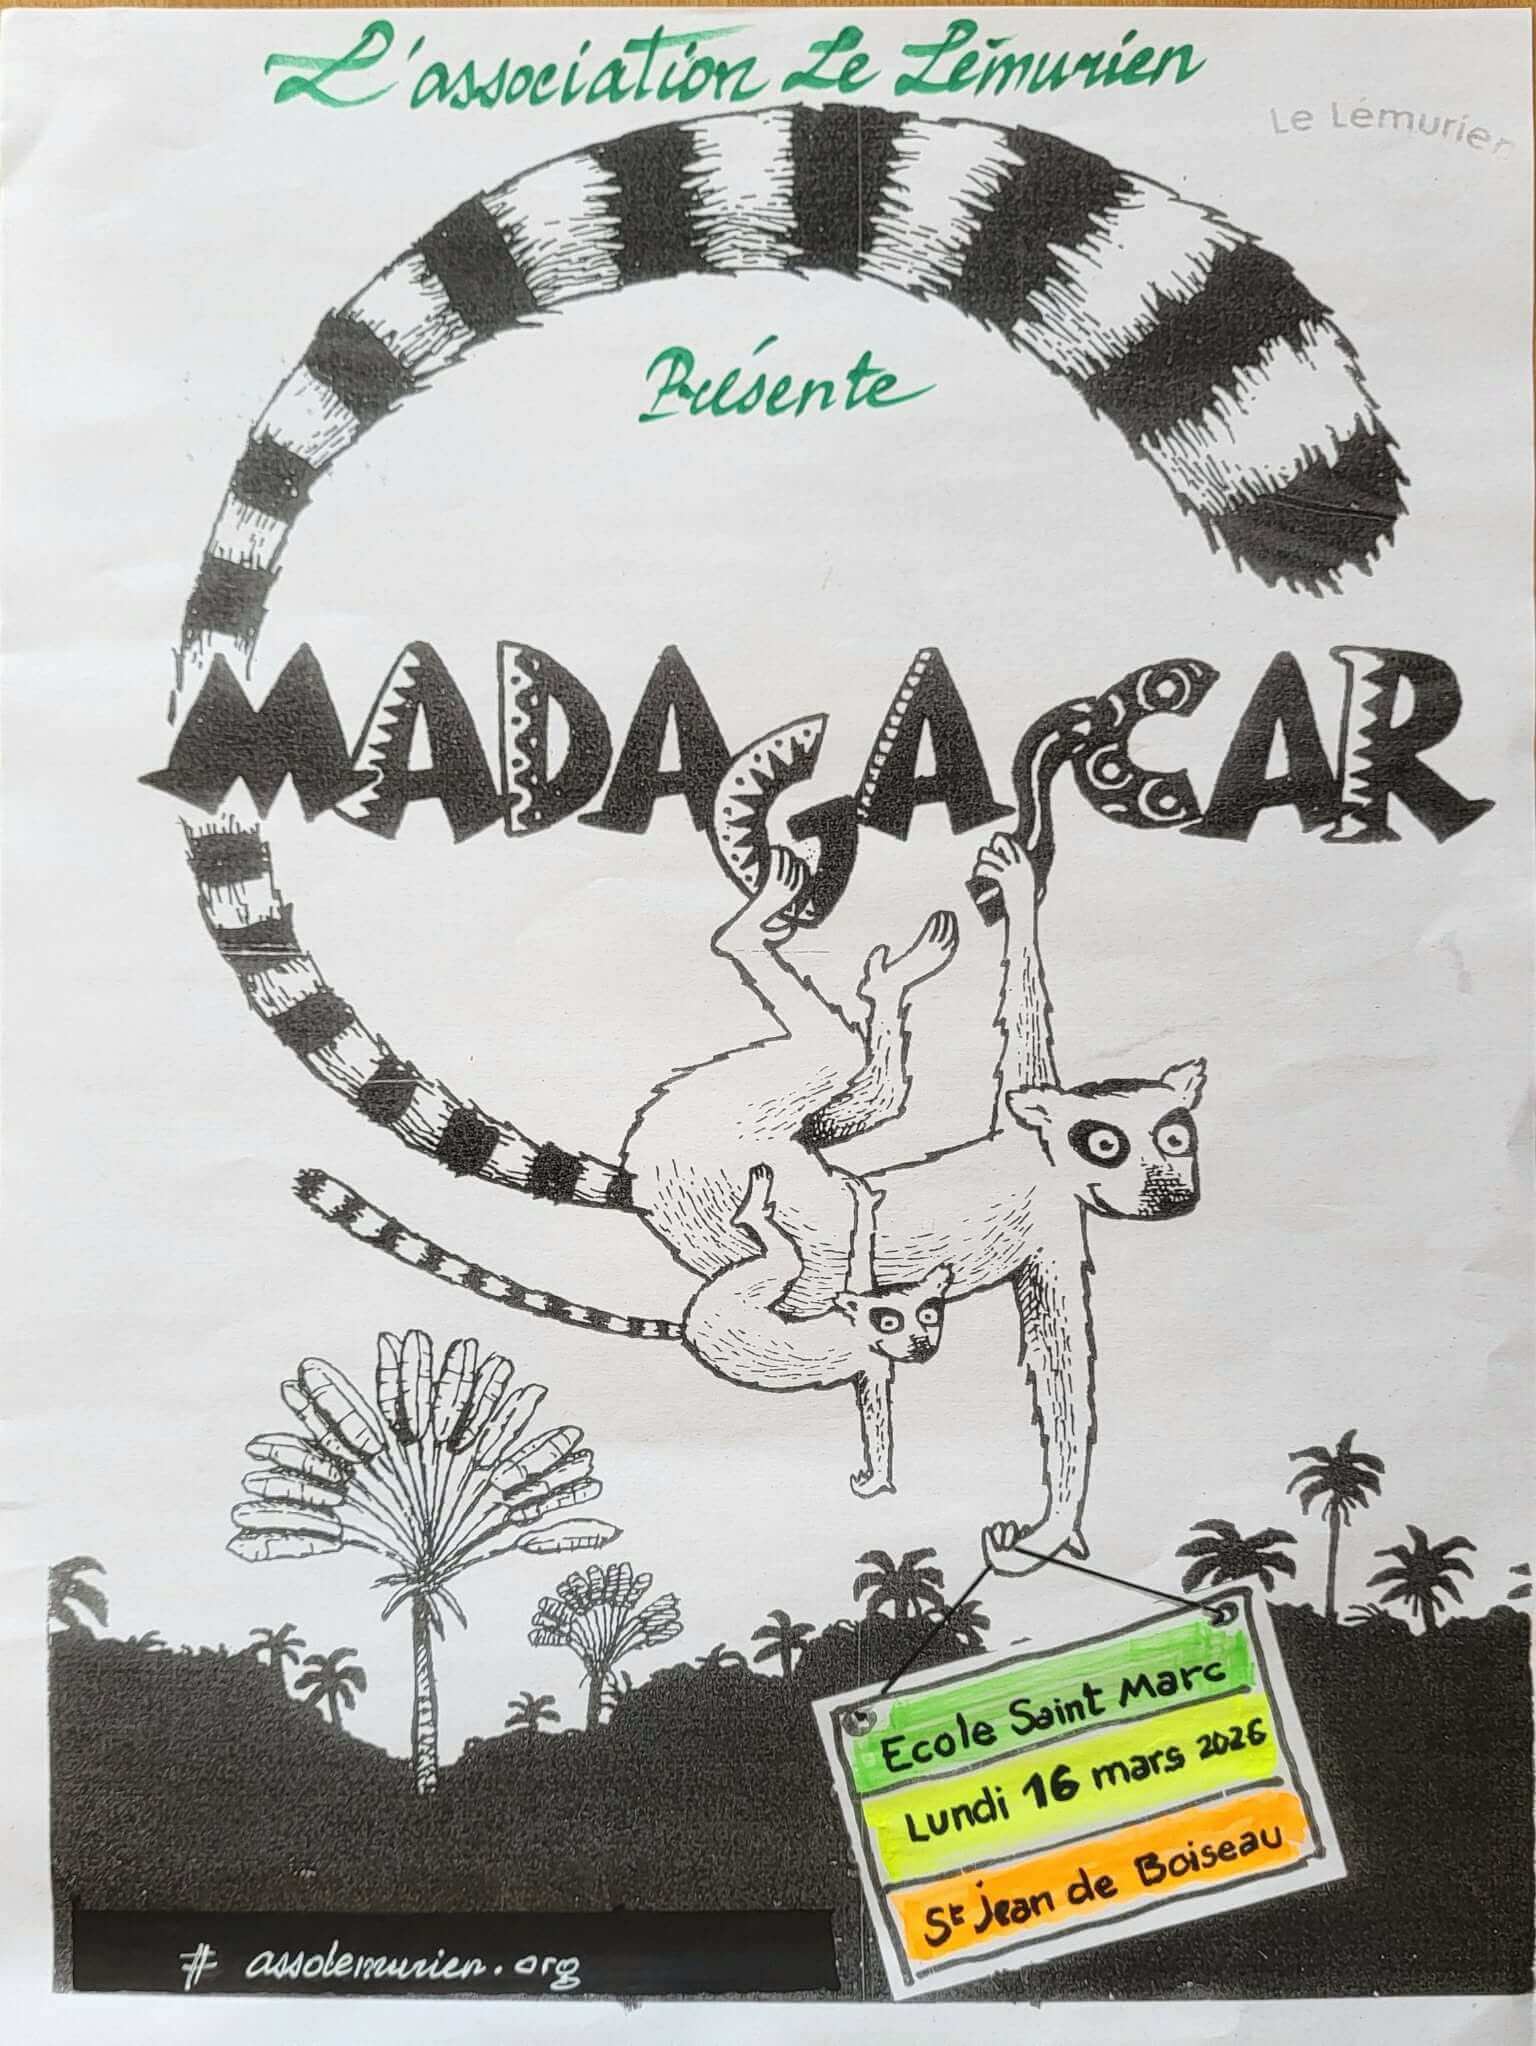 L'association Le Lémurien
Le Lémurien
Présente
MADAGASCAR
Ecole Saint Marc
Lundi 16 mars 2026
St Jean de Boiseau
# assolemurien.org